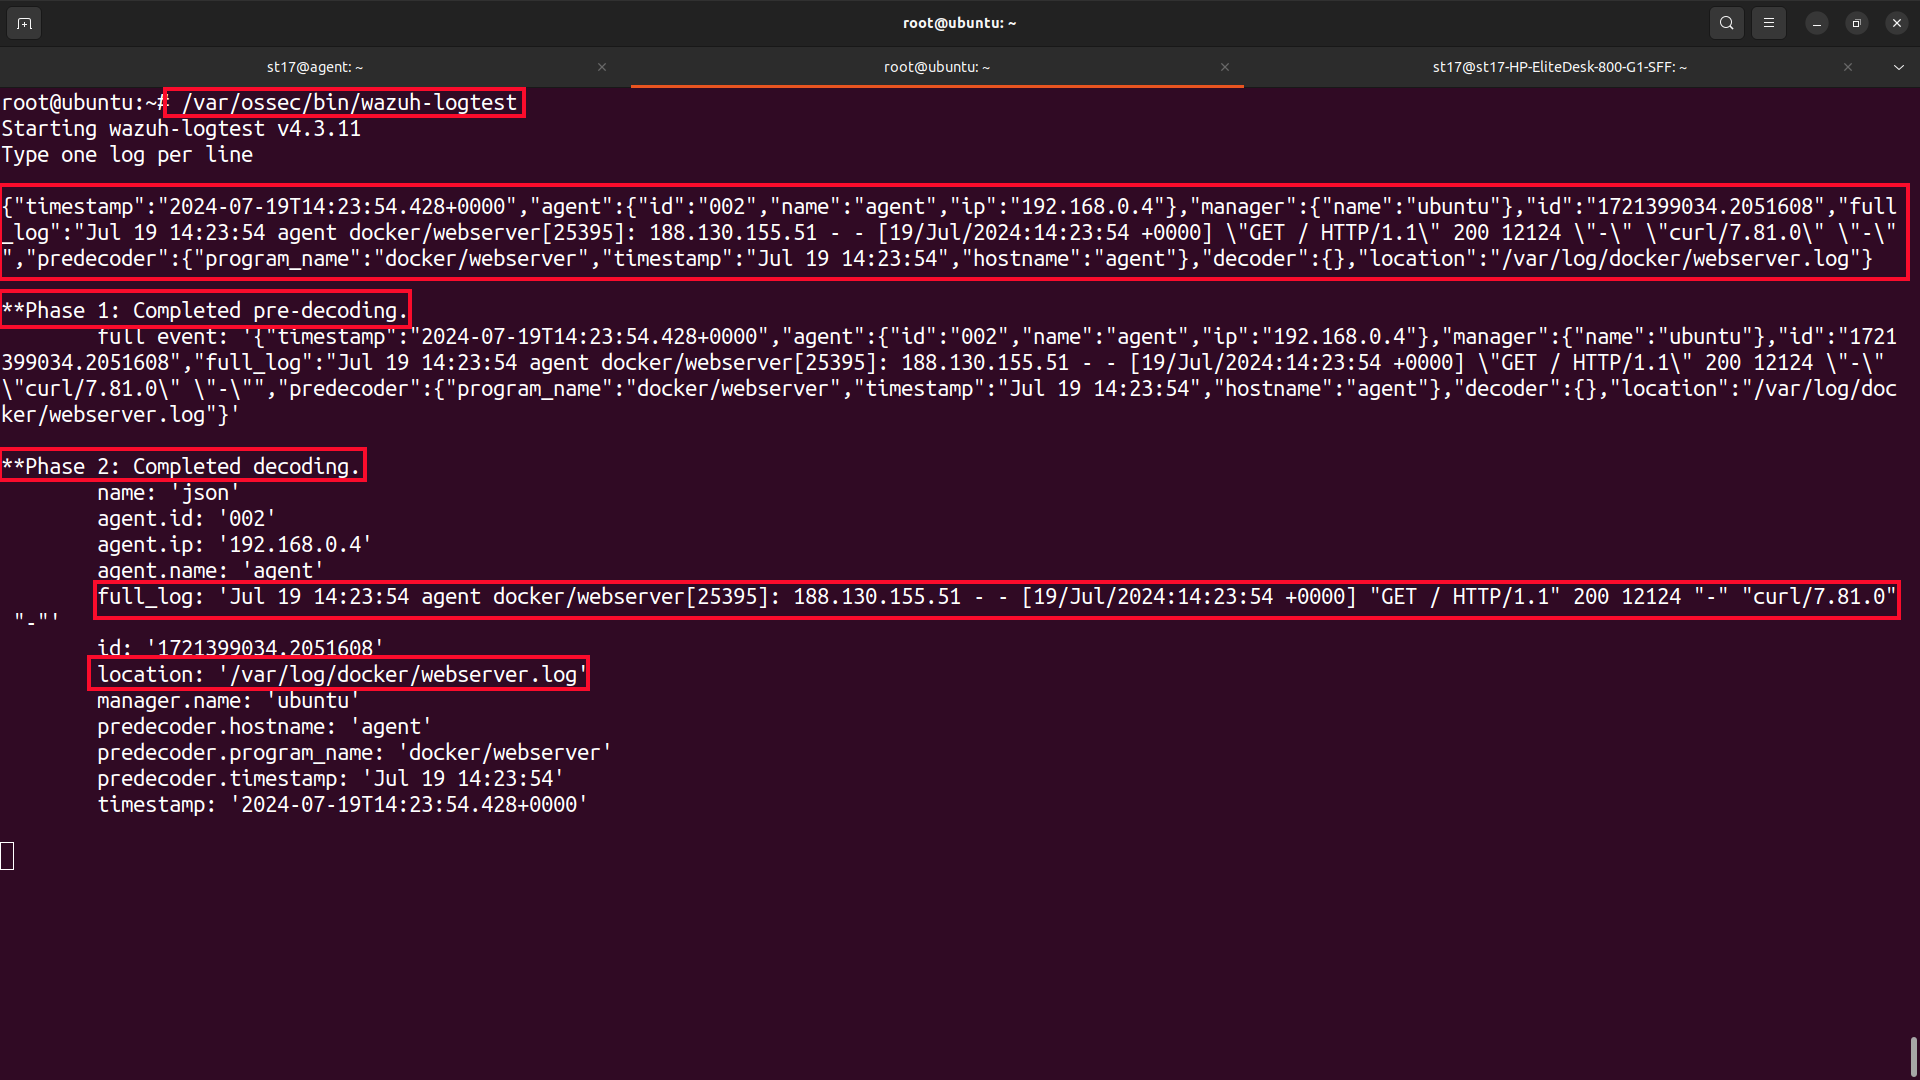 root@ubuntu: ~
st17@agent: ~
root@ubuntu: ~
st17@st17-HP-EliteDesk-800-G1-SFF: ~
root@ubuntu:~# /var/ossec/bin/wazuh-logtest
Starting wazuh-logtest v4.3.11
Type one log per line
{"timestamp":"2024-07-19T14:23:54.428+0000","agent":{"id":"002","name":"agent","ip":"192.168.0.4"},"manager":{"name":"ubuntu"},"id":"1721399034.2051608","full
_log":"Jul 19 14:23:54 agent docker/webserver[25395]: 188.130.155.51 - - [19/Jul/2024:14:23:54 +0000] \"GET / HTTP/1.1\" 200 12124 \"-\" \"curl/7.81.0\" \"-\"
","predecoder":{"program_name":"docker/webserver","timestamp":"Jul 19 14:23:54","hostname":"agent"},"decoder":{},"location":"/var/log/docker/webserver.log"}
**Phase 1: Completed pre-decoding.
full event: '{"timestamp":"2024-07-19T14:23:54.428+0000","agent":{"id":"002","name":"agent","ip":"192.168.0.4"},"manager":{"name":"ubuntu"},"id":"1721
399034.2051608","full_log":"Jul 19 14:23:54 agent docker/webserver[25395]: 188.130.155.51 - - [19/Jul/2024:14:23:54 +0000] \"GET / HTTP/1.1\" 200 12124 \"-\"
\"curl/7.81.0\" \"-\"","predecoder":{"program_name":"docker/webserver","timestamp":"Jul 19 14:23:54","hostname":"agent"},"decoder":{},"location":"/var/log/doc
ker/webserver.log"}'
**Phase 2: Completed decoding.
name: 'json'
agent.id: '002'
agent.ip: '192.168.0.4'
agent.name: 'agent'
full_log: 'Jul 19 14:23:54 agent docker/webserver[25395]: 188.130.155.51 - - [19/Jul/2024:14:23:54 +0000] "GET / HTTP/1.1" 200 12124 "-" "curl/7.81.0"
"-"'
id: '1721399034.2051608'
location: '/var/log/docker/webserver.log'
manager.name: 'ubuntu'
predecoder.hostname: 'agent'
predecoder.program_name: 'docker/webserver'
predecoder.timestamp: 'Jul 19 14:23:54'
timestamp: '2024-07-19T14:23:54.428+0000'